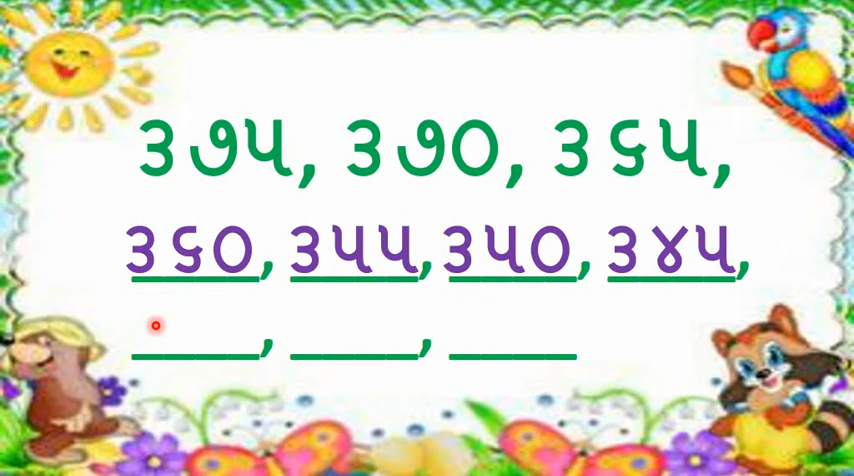 ૩૭૫, ૩૭૦, ૩૬૫,
૩૬૦, ૩૫૫, ૩૫૦, ૩૪૫,
____, ____, ____